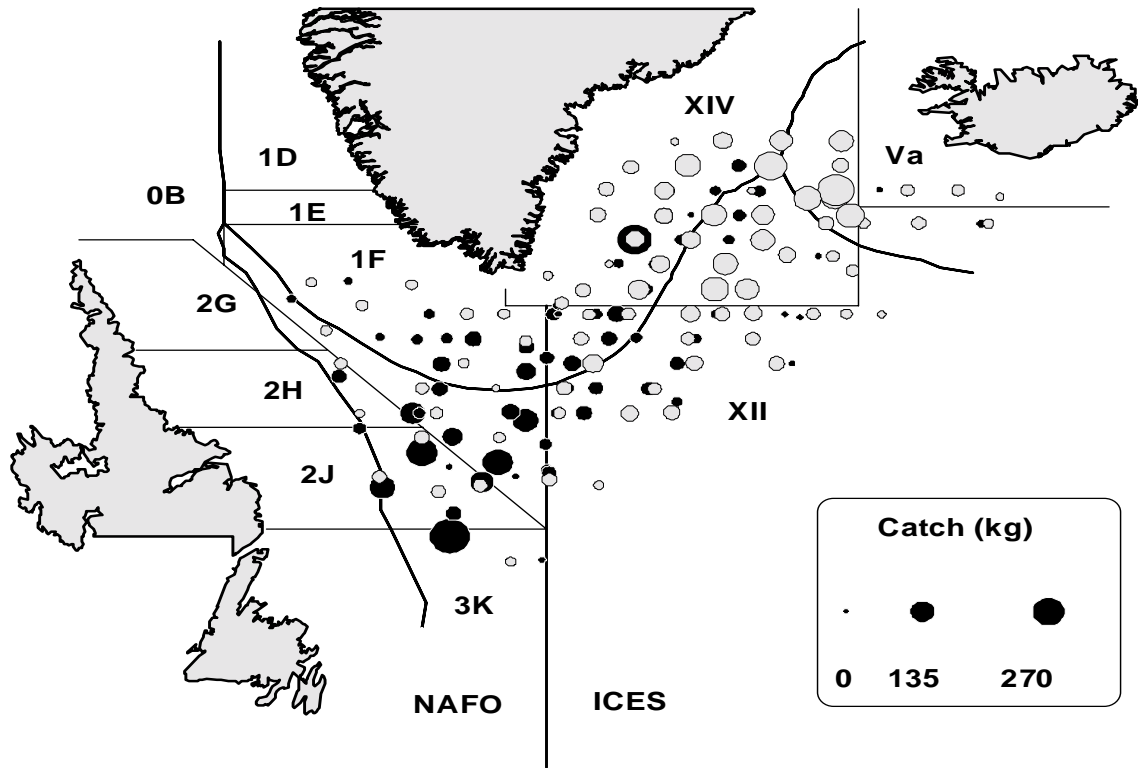 XIV
1D
Va
0B
1E
1F
2G
2H
XII
2J
Catch (kg)
3K
0 135 270
NAFO ICES